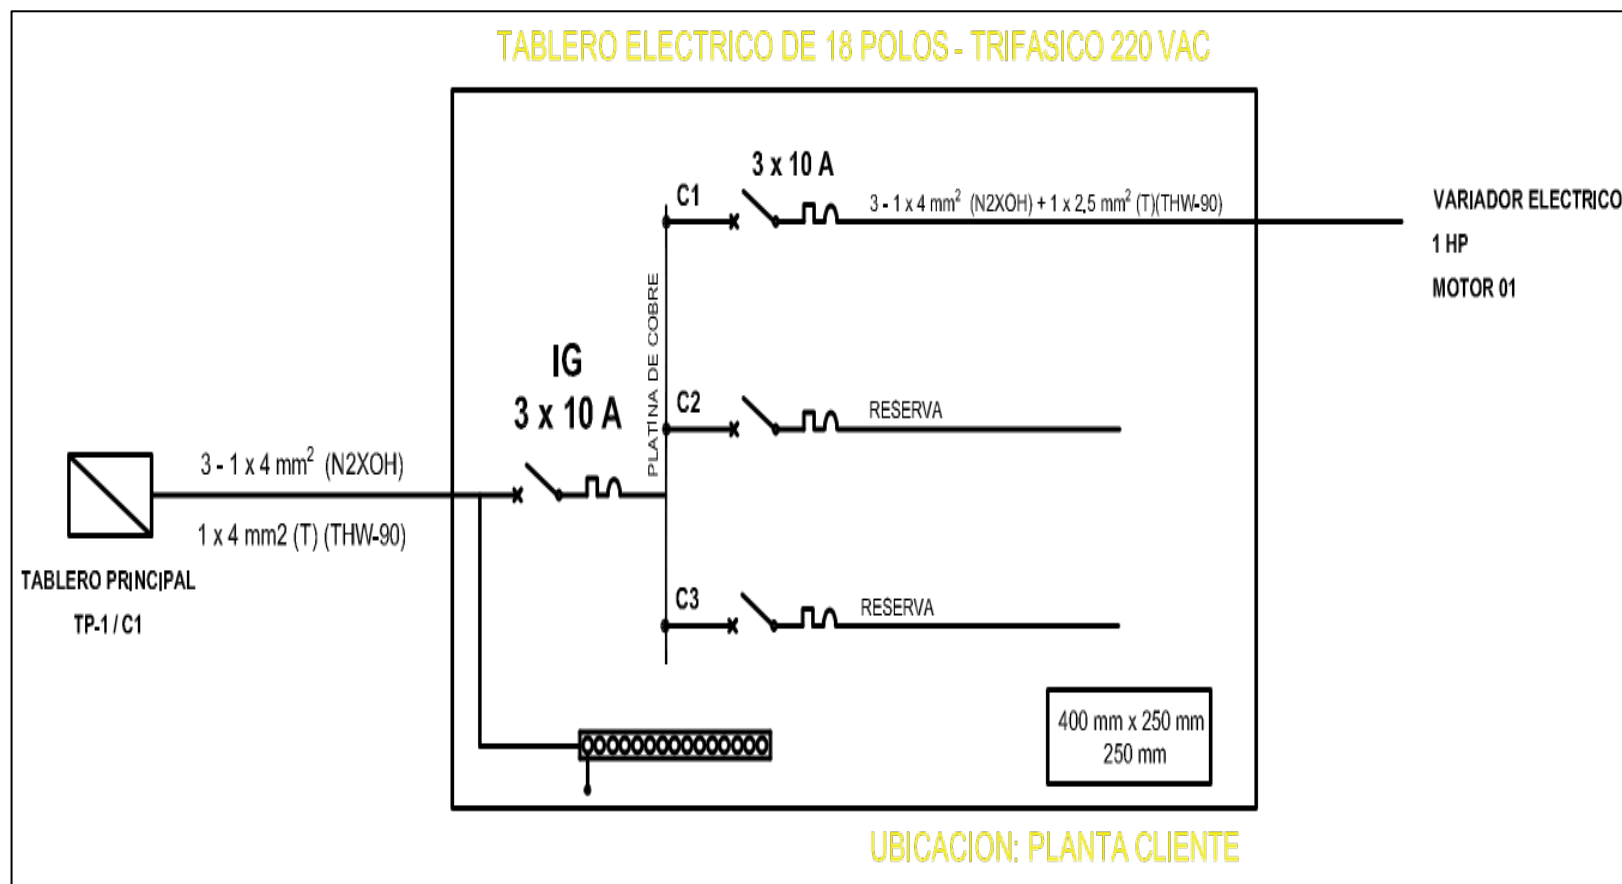 TABLERO ELECTRICO DE 18 POLOS - TRIFASICO 220 VAC
3 x 10 A
C1
3 - 1 x 4 mm² (N2XOH) + 1 x 2,5 mm² (T)(THW-90)
VARIADOR ELECTRICO
1 HP
MOTOR 01
PLATINA DE COBRE
IG
3 x 10 A
C2
RESERVA
3 - 1 x 4 mm² (N2XOH)
1 x 4 mm2 (T) (THW-90)
TABLERO PRINCIPAL
TP-1 / C1
C3
RESERVA
400 mm x 250 mm
250 mm
UBICACION: PLANTA CLIENTE